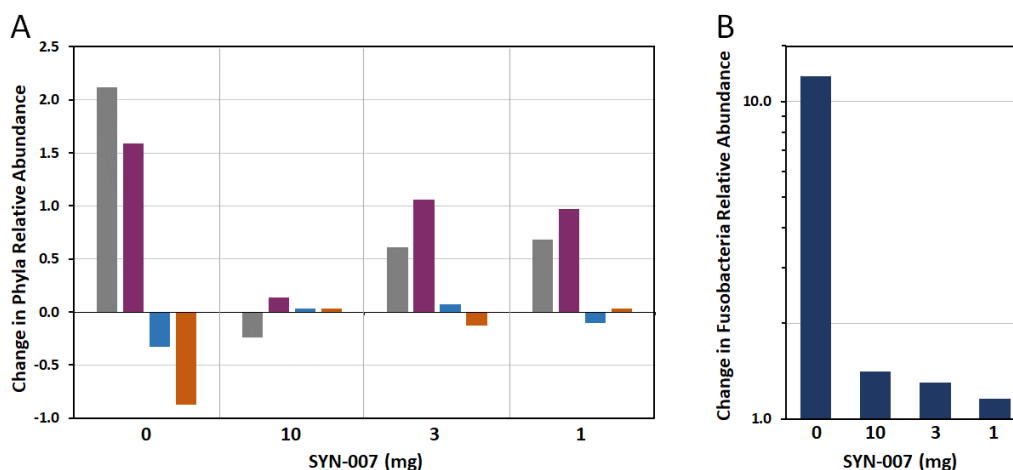 A
Change in Phyla Relative Abundance
2.5
2.0
1.5
1.0
0.5
0.0
-0.5
-1.0
0 10 3 1
SYN-007 (mg)
B
Change in Fusobacteria Relative Abundance
10.0
1.0
0 10 3 1
SYN-007 (mg)